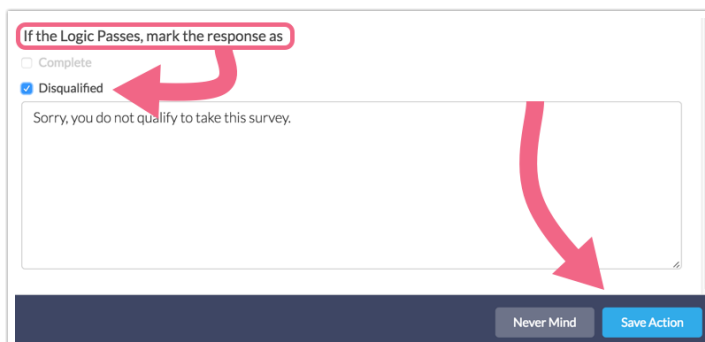 If the Logic Passes, mark the response as
Complete
Disqualified
Sorry, you do not qualify to take this survey.
Never Mind
Save Action